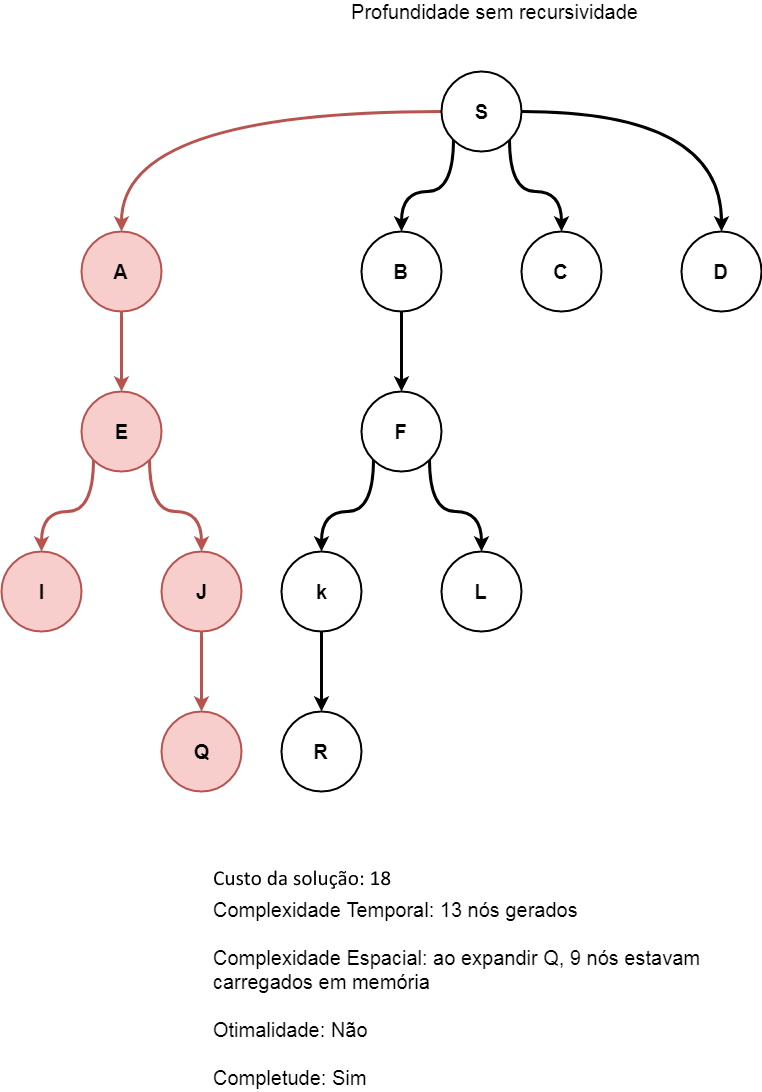 Profundidade sem recursividade
S
A
B
C
D
E
F
I
J
k
L
Q
R
Custo da solução: 18
Complexidade Temporal: 13 nós gerados
Complexidade Espacial: ao expandir Q, 9 nós estavam
carregados em memória
Otimalidade: Não
Completude: Sim